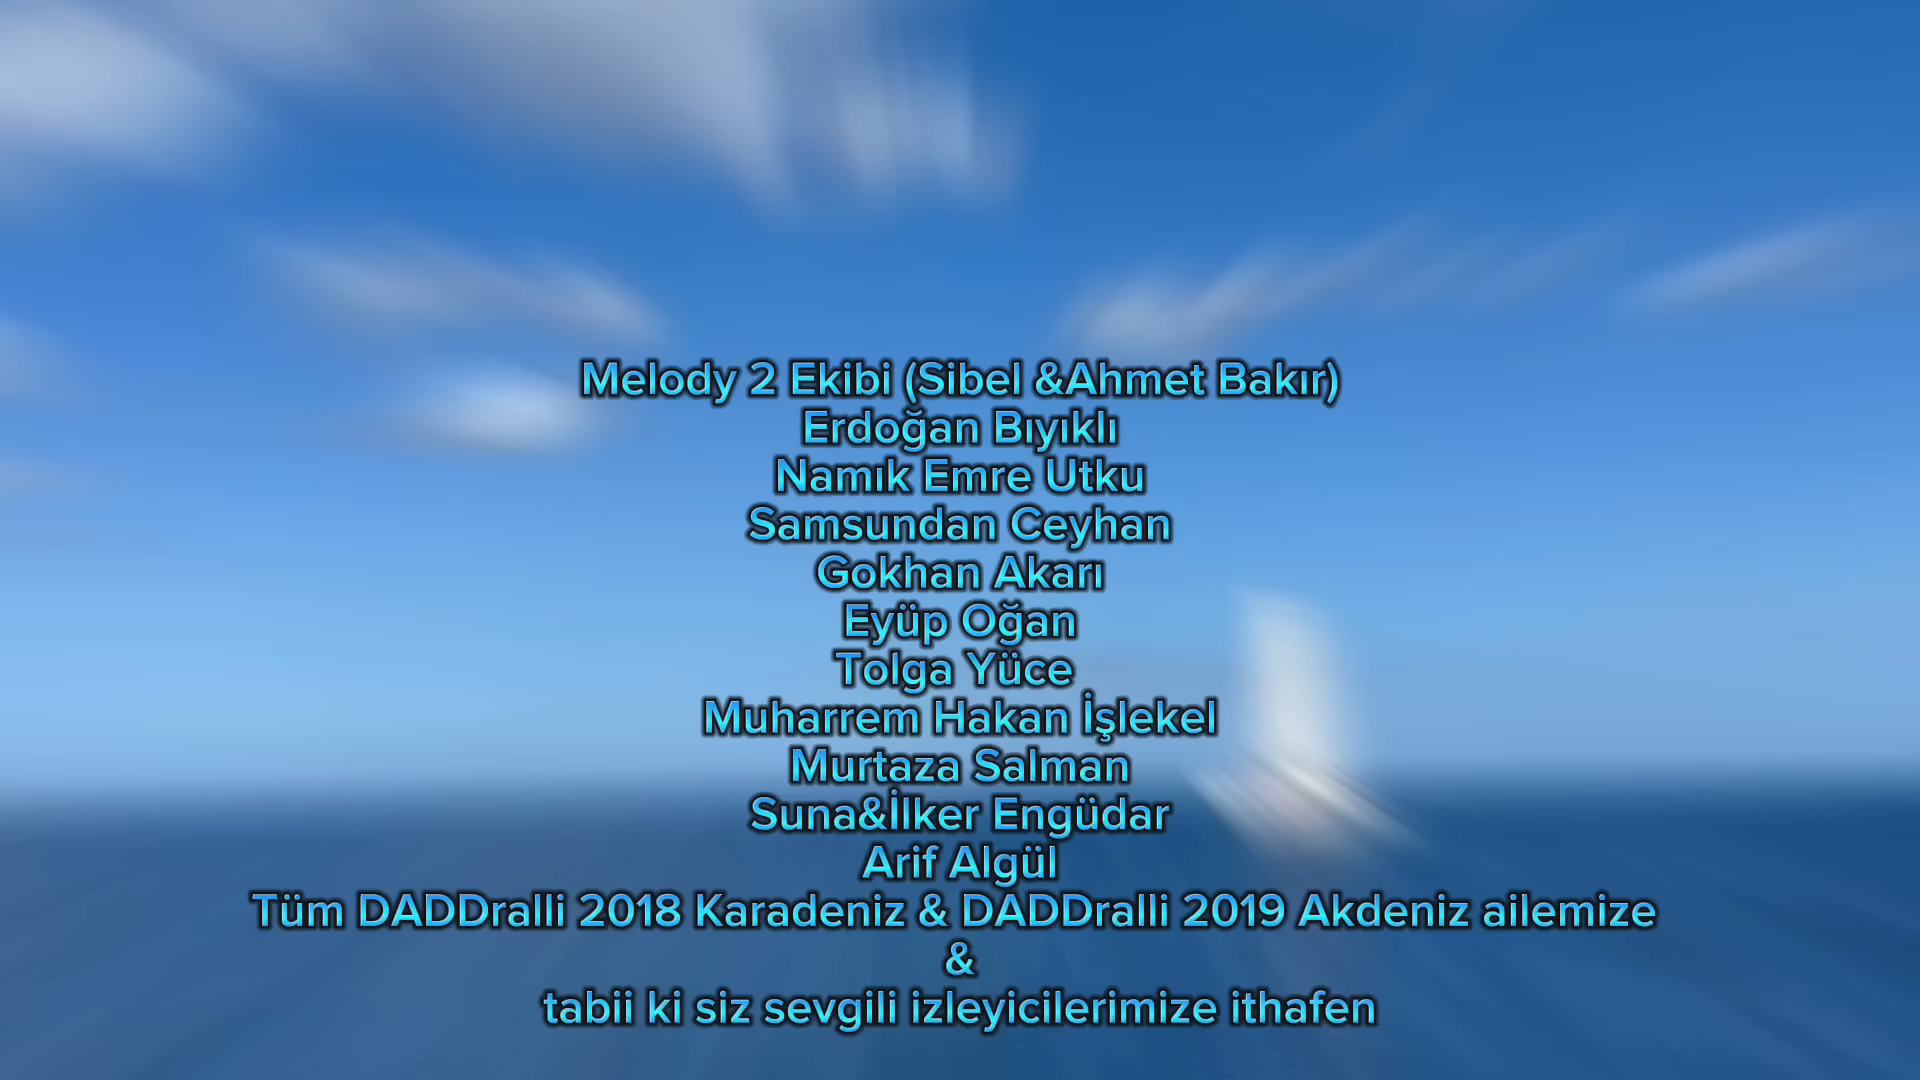 Melody 2 Ekibi (Sibel &Ahmet Bakır)
Erdoğan Bıyıklı
Namık Emre Utku
Samsundan Ceyhan
Gokhan Akarı
Eyüp Oğan
Tolga Yüce
Muharrem Hakan İşlekel
Murtaza Salman
Suna&İlker Engüdar
Arif Algül
Tüm DADDralli 2018 Karadeniz & DADDralli 2019 Akdeniz ailemize
&
tabii ki siz sevgili izleyicilerimize ithafen